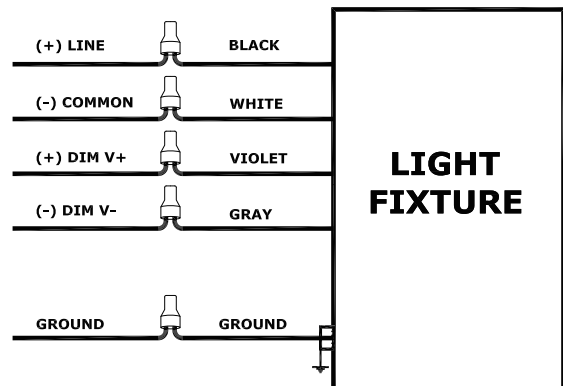 (+) LINE BLACK
(-) COMMON WHITE
(+) DIM V+ VIOLET
(-) DIM V- GRAY
GROUND GROUND
LIGHT
FIXTURE